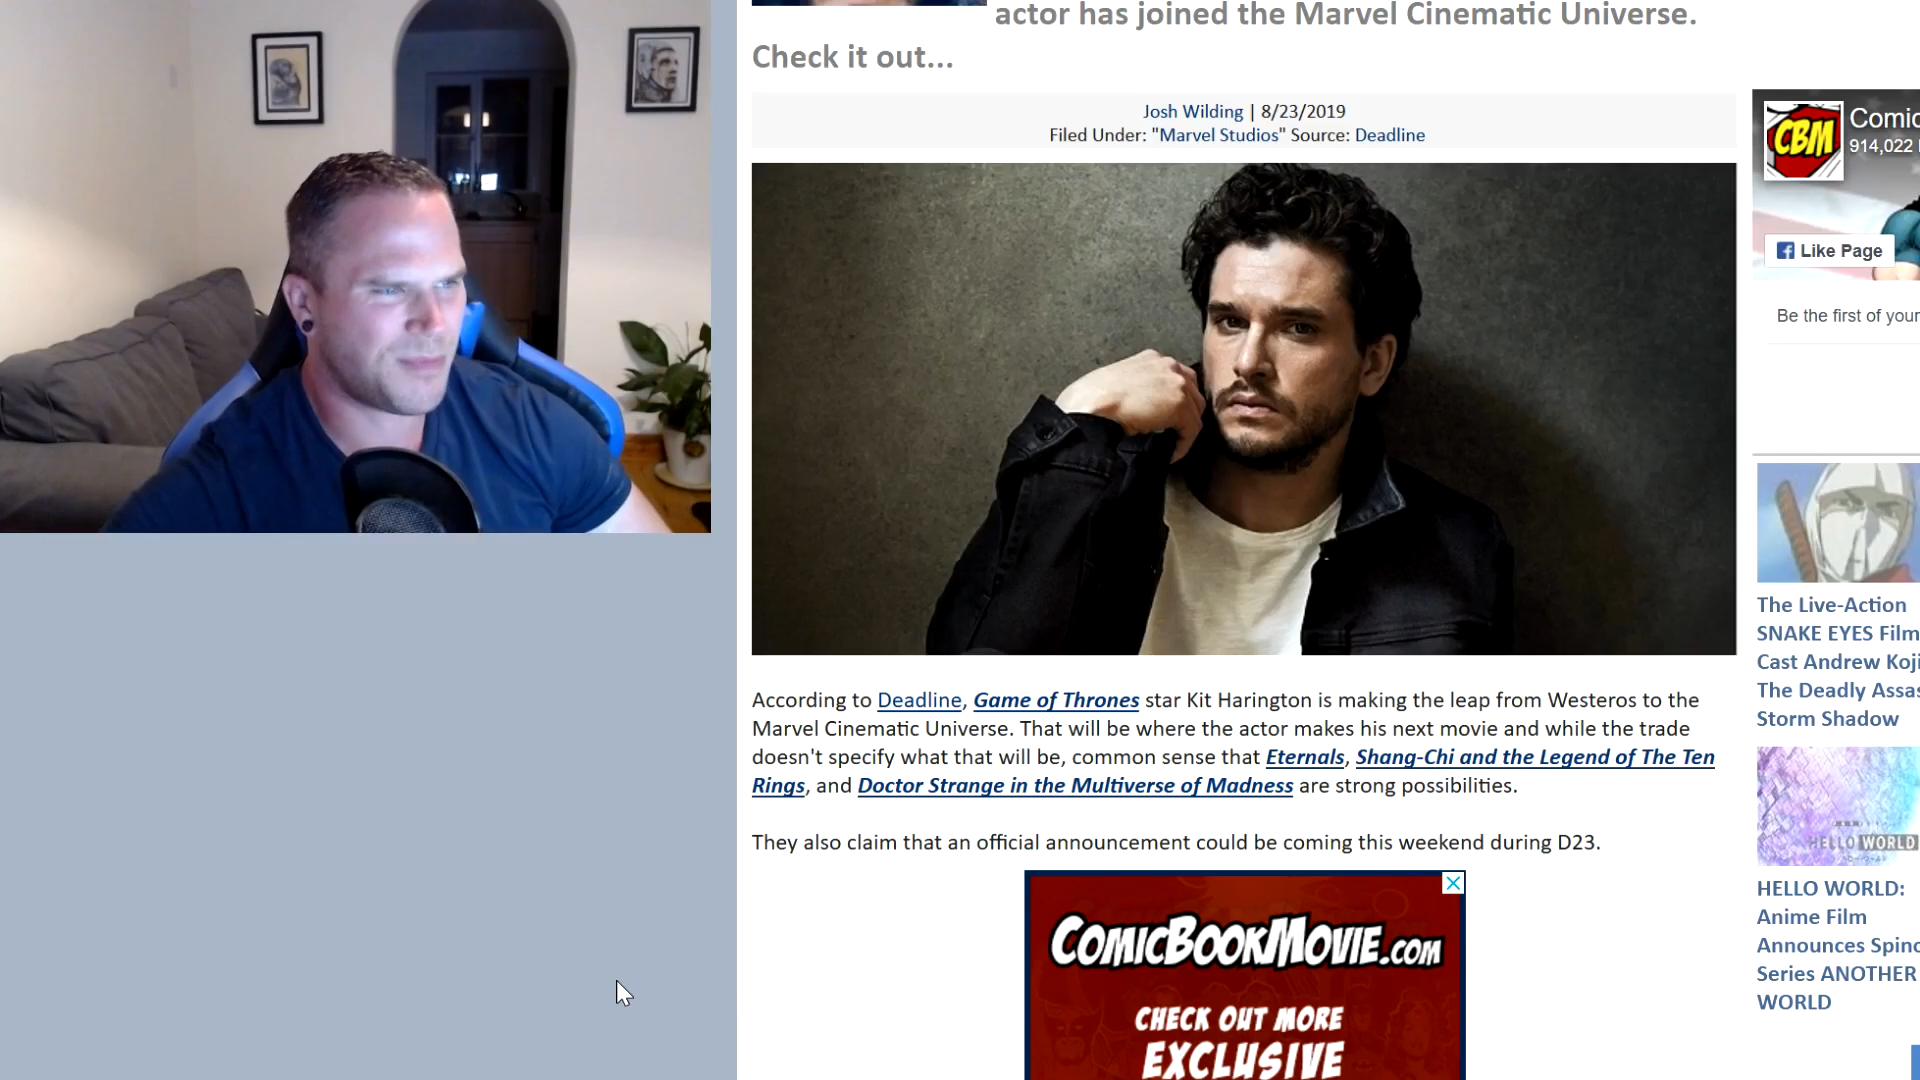 actor has joined the Marvel Cinematic Universe.
Check it out...
Josh Wilding | 8/23/2019
Filed Under: "Marvel Studios" Source: Deadline
According to Deadline, Game of Thrones star Kit Harington is making the leap from Westeros to the
Marvel Cinematic Universe. That will be where the actor makes his next movie and while the trade
doesn't specify what that will be, common sense that Eternals, Shang-Chi and the Legend of The Ten
Rings, and Doctor Strange in the Multiverse of Madness are strong possibilities.
They also claim that an official announcement could be coming this weekend during D23.
COMICBOOKMOVIE.COM
CHECK OUT MORE
EXCLUSIVE
CBM
Comic
914,022
Like Page
Be the first of your
The Live-Action
SNAKE EYES Film
Cast Andrew Koji
The Deadly Assas
Storm Shadow
HELLO WORLD
HELLO WORLD:
Anime Film
Announces Spino
Series ANOTHER
WORLD